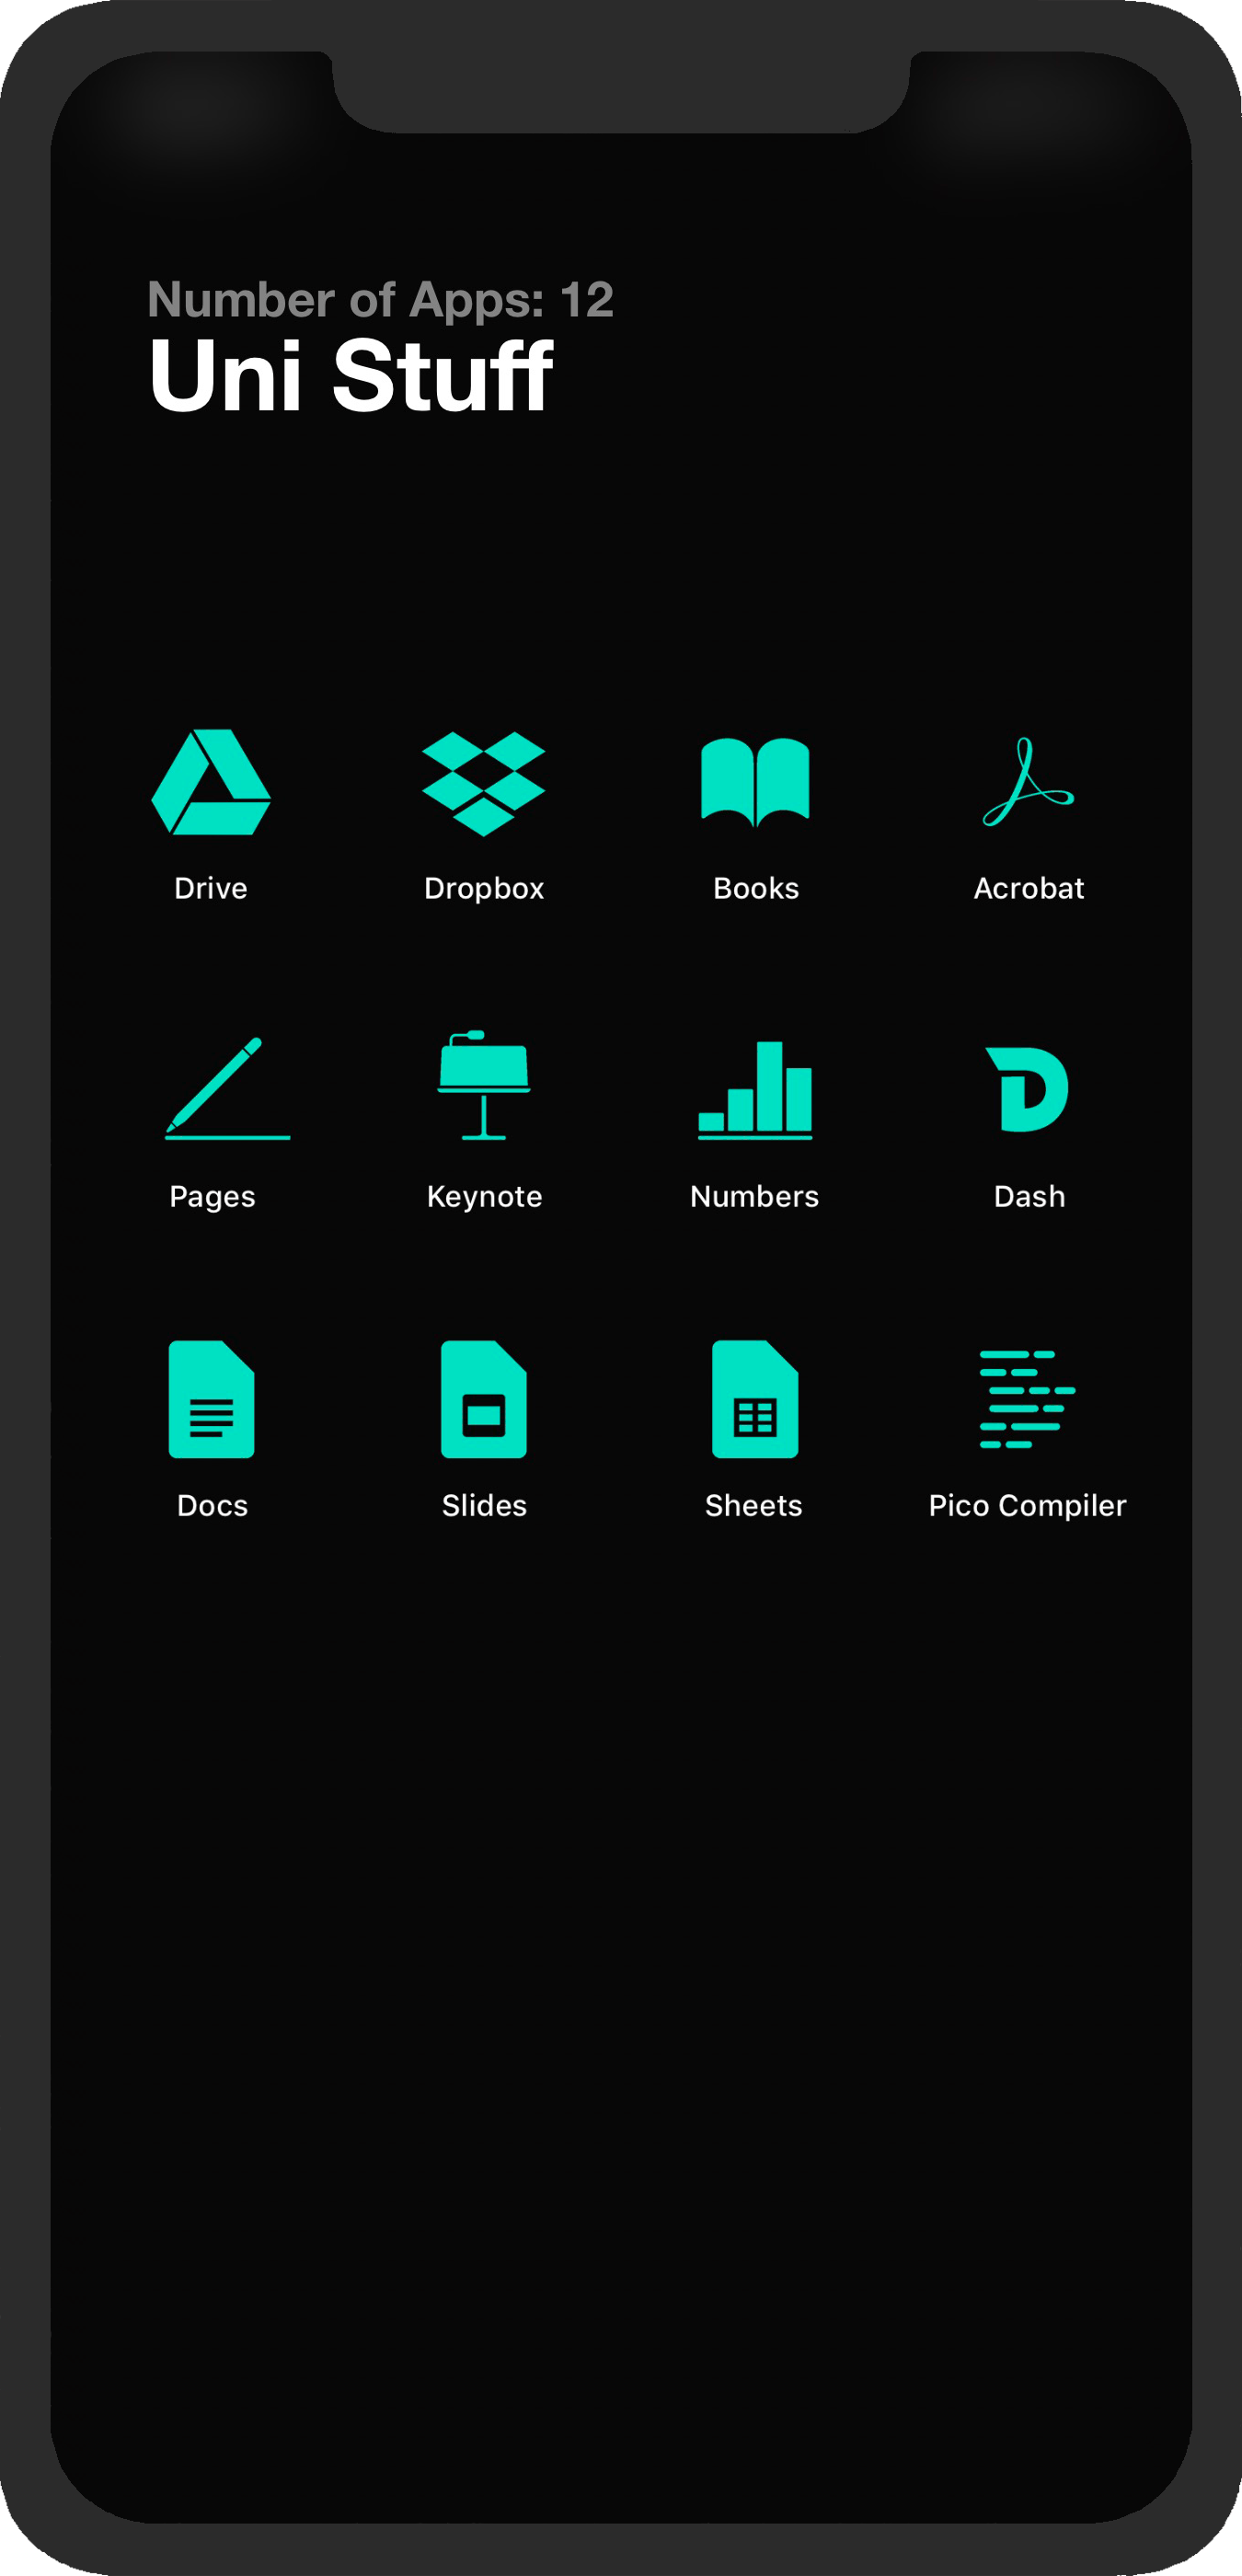 Number of Apps: 12
Uni Stuff
Drive Dropbox Books Acrobat
Pages Keynote Numbers Dash
Docs Slides Sheets Pico Compiler